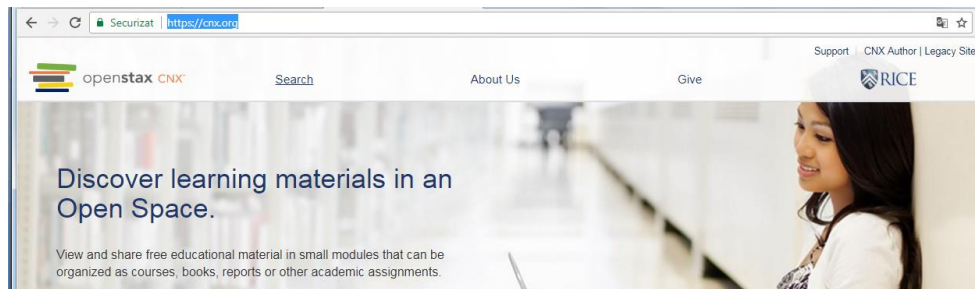 Securizat | https://cnx.org
Support | CNX Author | Legacy Site
openstax CNX Search About Us Give RICE
Discover learning materials in an
Open Space.
View and share free educational material in small modules that can be
organized as courses, books, reports or other academic assignments.